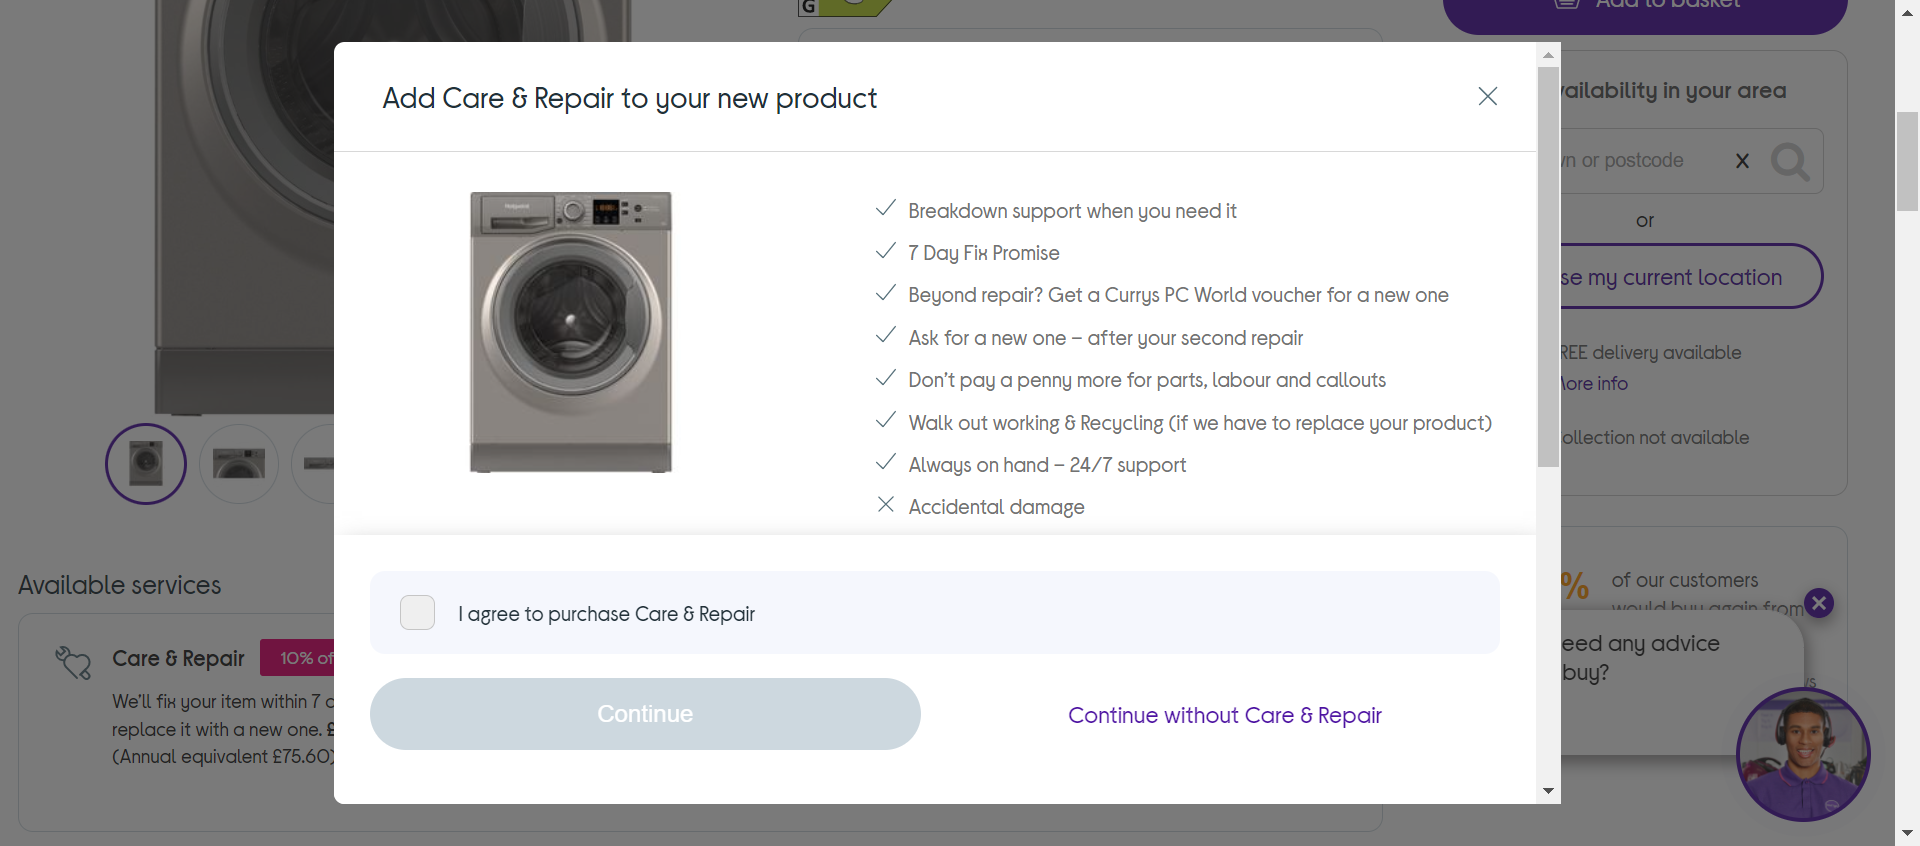 G
Add to basket
Add Care & Repair to your new product
vailability in your area
Hotpoint
Breakdown support when you need it
7 Day Fix Promise
Beyond repair? Get a Currys PC World voucher for a new one
Ask for a new one – after your second repair
Don't pay a penny more for parts, labour and callouts
Walk out working & Recycling (if we have to replace your product)
Always on hand – 24/7 support
Accidental damage
wn or postcode X
or
se my current location
REE delivery available
More info
ollection not available
Available services
Care & Repair 10% of
We'll fix your item within 7 d
replace it with a new one. £
(Annual equivalent £75.60)
I agree to purchase Care & Repair
Continue
Continue without Care & Repair
% of our customers
would buy again from
eed any advice
buy?